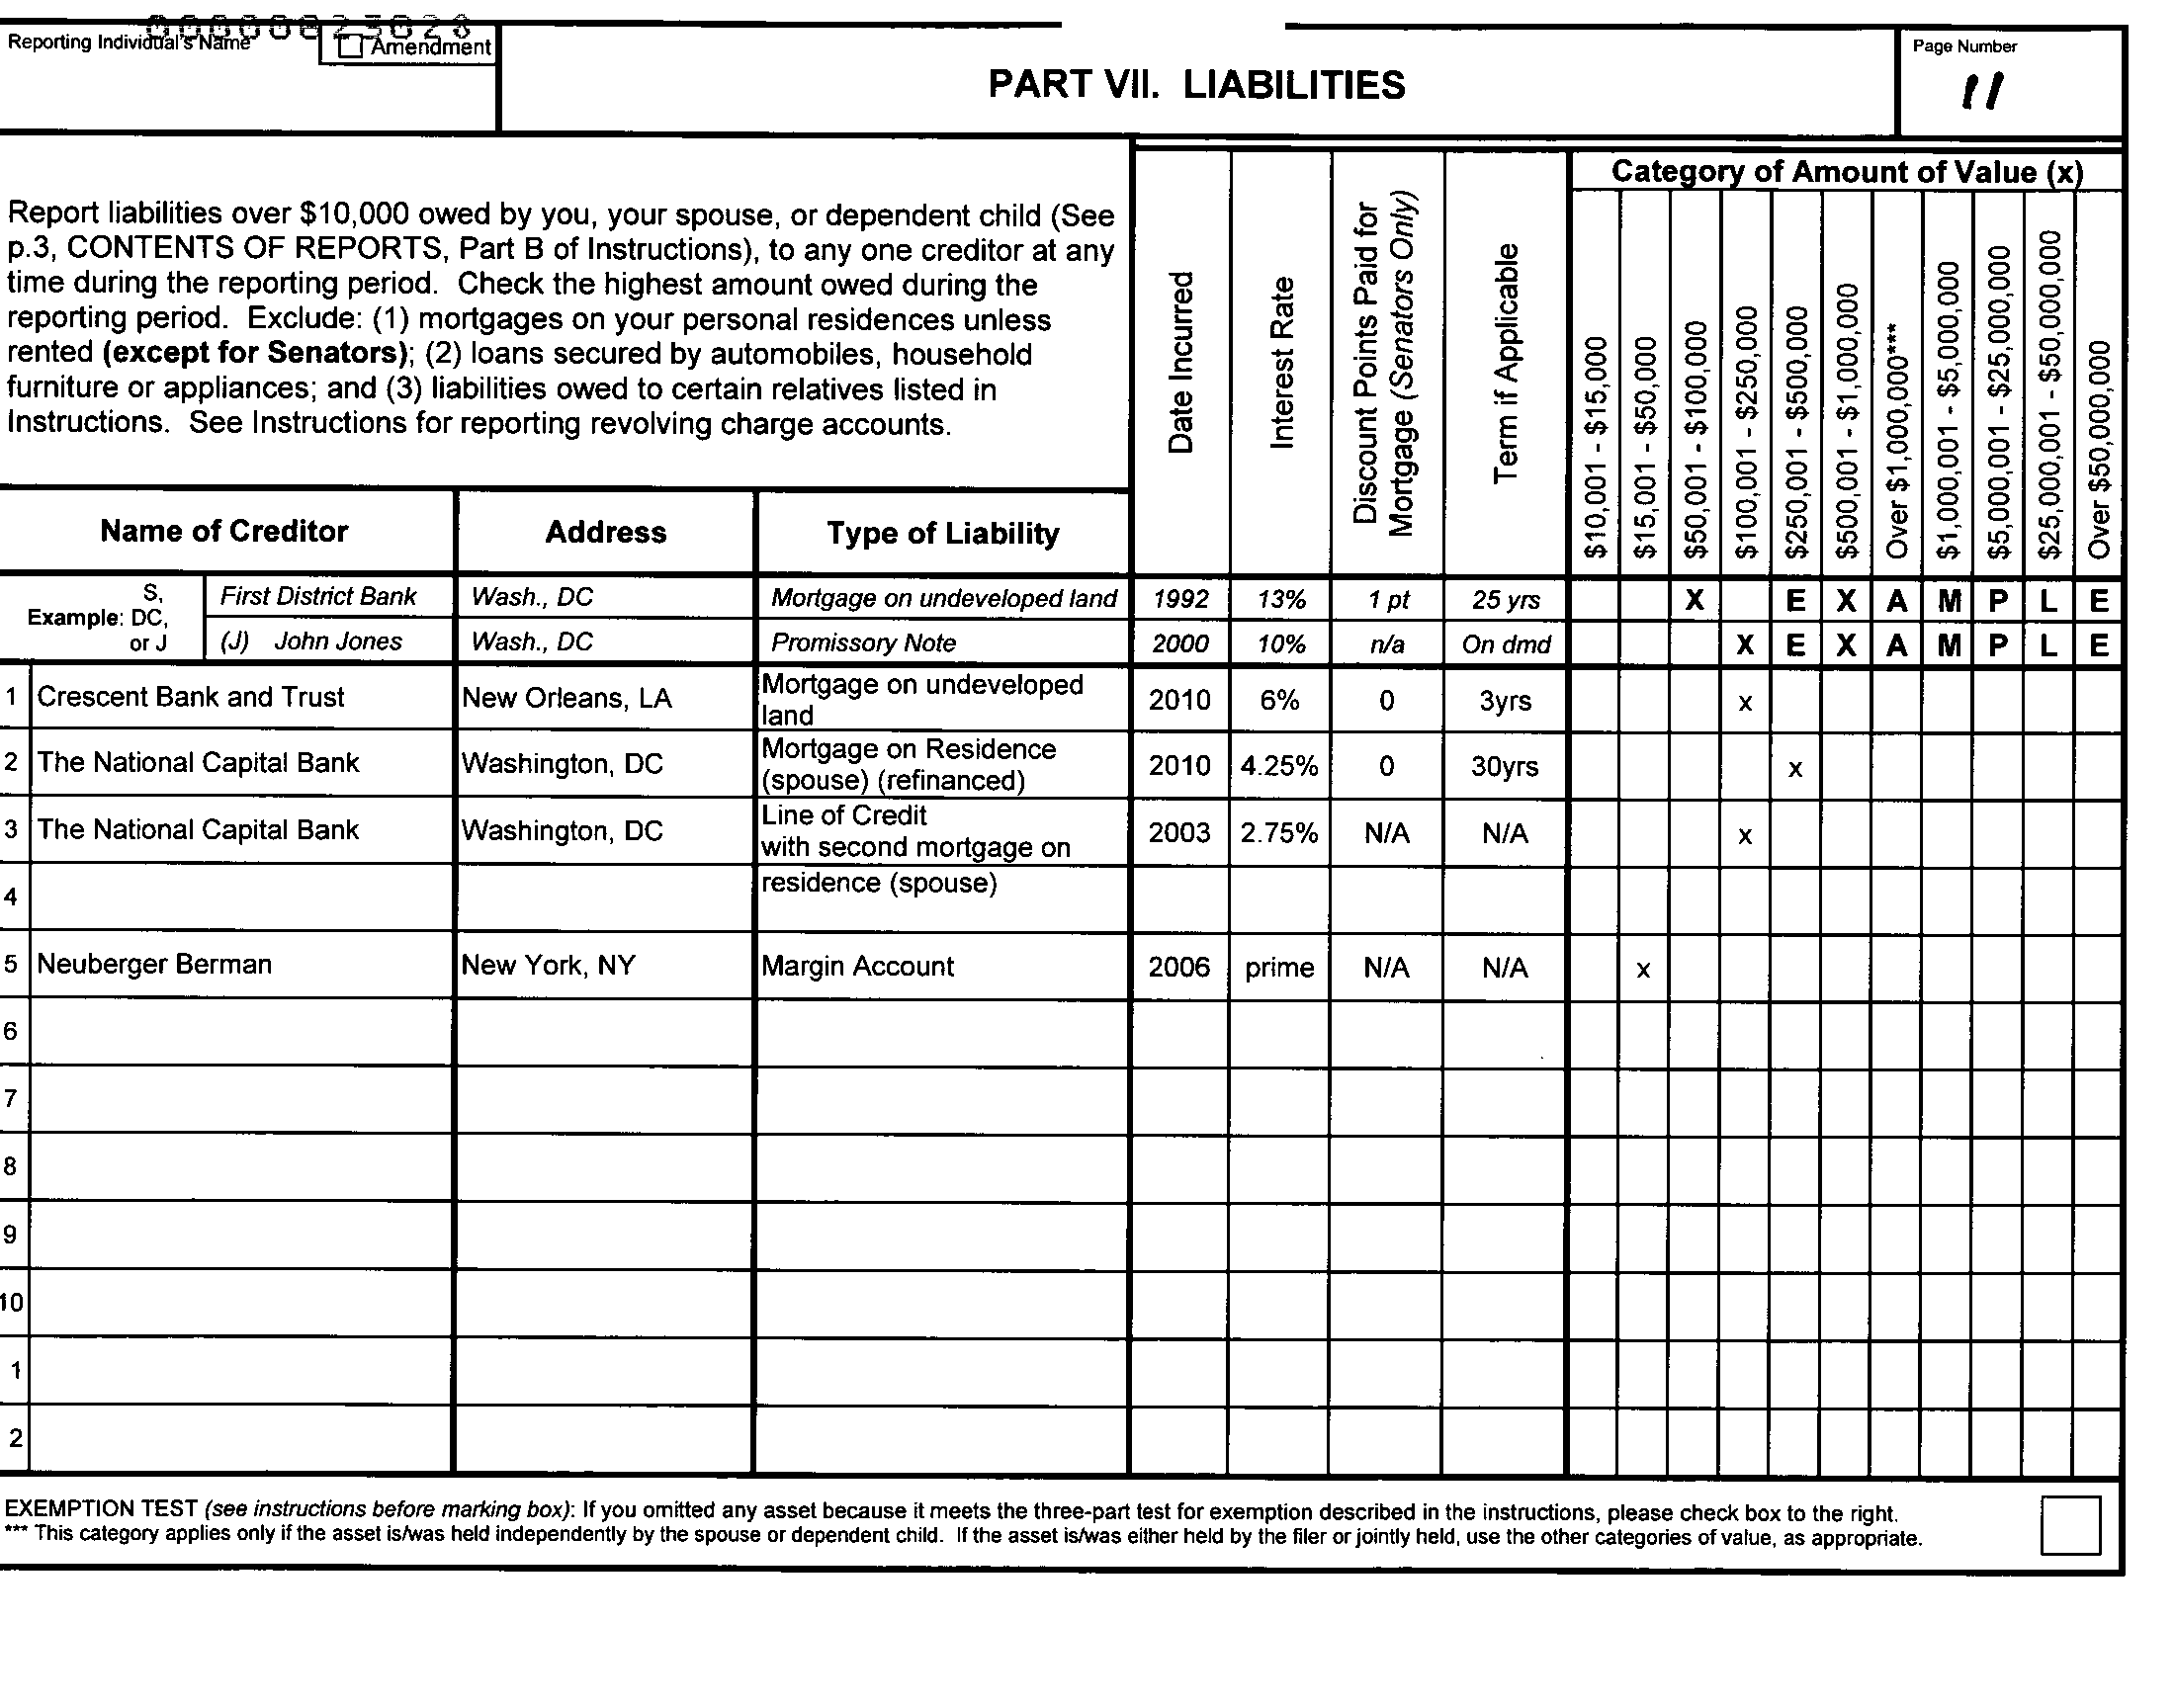 00000023028
Reporting Individual's Name
Amendment
PART VII. LIABILITIES
Page Number
11
Report liabilities over $10,000 owed by you, your spouse, or dependent child (See
p.3, CONTENTS OF REPORTS, Part B of Instructions), to any one creditor at any
time during the reporting period. Check the highest amount owed during the
reporting period. Exclude: (1) mortgages on your personal residences unless
rented (except for Senators); (2) loans secured by automobiles, household
furniture or appliances; and (3) liabilities owed to certain relatives listed in
Instructions. See Instructions for reporting revolving charge accounts.
Date Incurred
Interest Rate
Discount Points Paid for
Mortgage (Senators Only)
Term if Applicable
Category of Amount of Value (x)
$10,001 - $15,000
$15,001 - $50,000
$50,001 - $100,000
$100,001 - $250,000
$250,001 - $500,000
$500,001 - $1,000,000
Over $1,000,000***
$1,000,001 - $5,000,000
$5,000,001 - $25,000,000
$25,000,001 - $50,000,000
Over $50,000,000
Name of Creditor Address Type of Liability
Example: S, DC, or J
First District Bank Wash., DC Mortgage on undeveloped land 1992 13% 1 pt 25 yrs X E X A M P L E
(J) John Jones Wash., DC Promissory Note 2000 10% n/a On dmd X E X A M P L E
1 Crescent Bank and Trust New Orleans, LA Mortgage on undeveloped
land 2010 6% 0 3yrs x
2 The National Capital Bank Washington, DC Mortgage on Residence
(spouse) (refinanced) 2010 4.25% 0 30yrs x
3 The National Capital Bank Washington, DC Line of Credit
with second mortgage on 2003 2.75% N/A N/A x
4 residence (spouse)
5 Neuberger Berman New York, NY Margin Account 2006 prime N/A N/A x
6
7
8
9
10
1
2
EXEMPTION TEST (see instructions before marking box): If you omitted any asset because it meets the three-part test for exemption described in the instructions, please check box to the right.
*** This category applies only if the asset is/was held independently by the spouse or dependent child. If the asset is/was either held by the filer or jointly held, use the other categories of value, as appropriate.